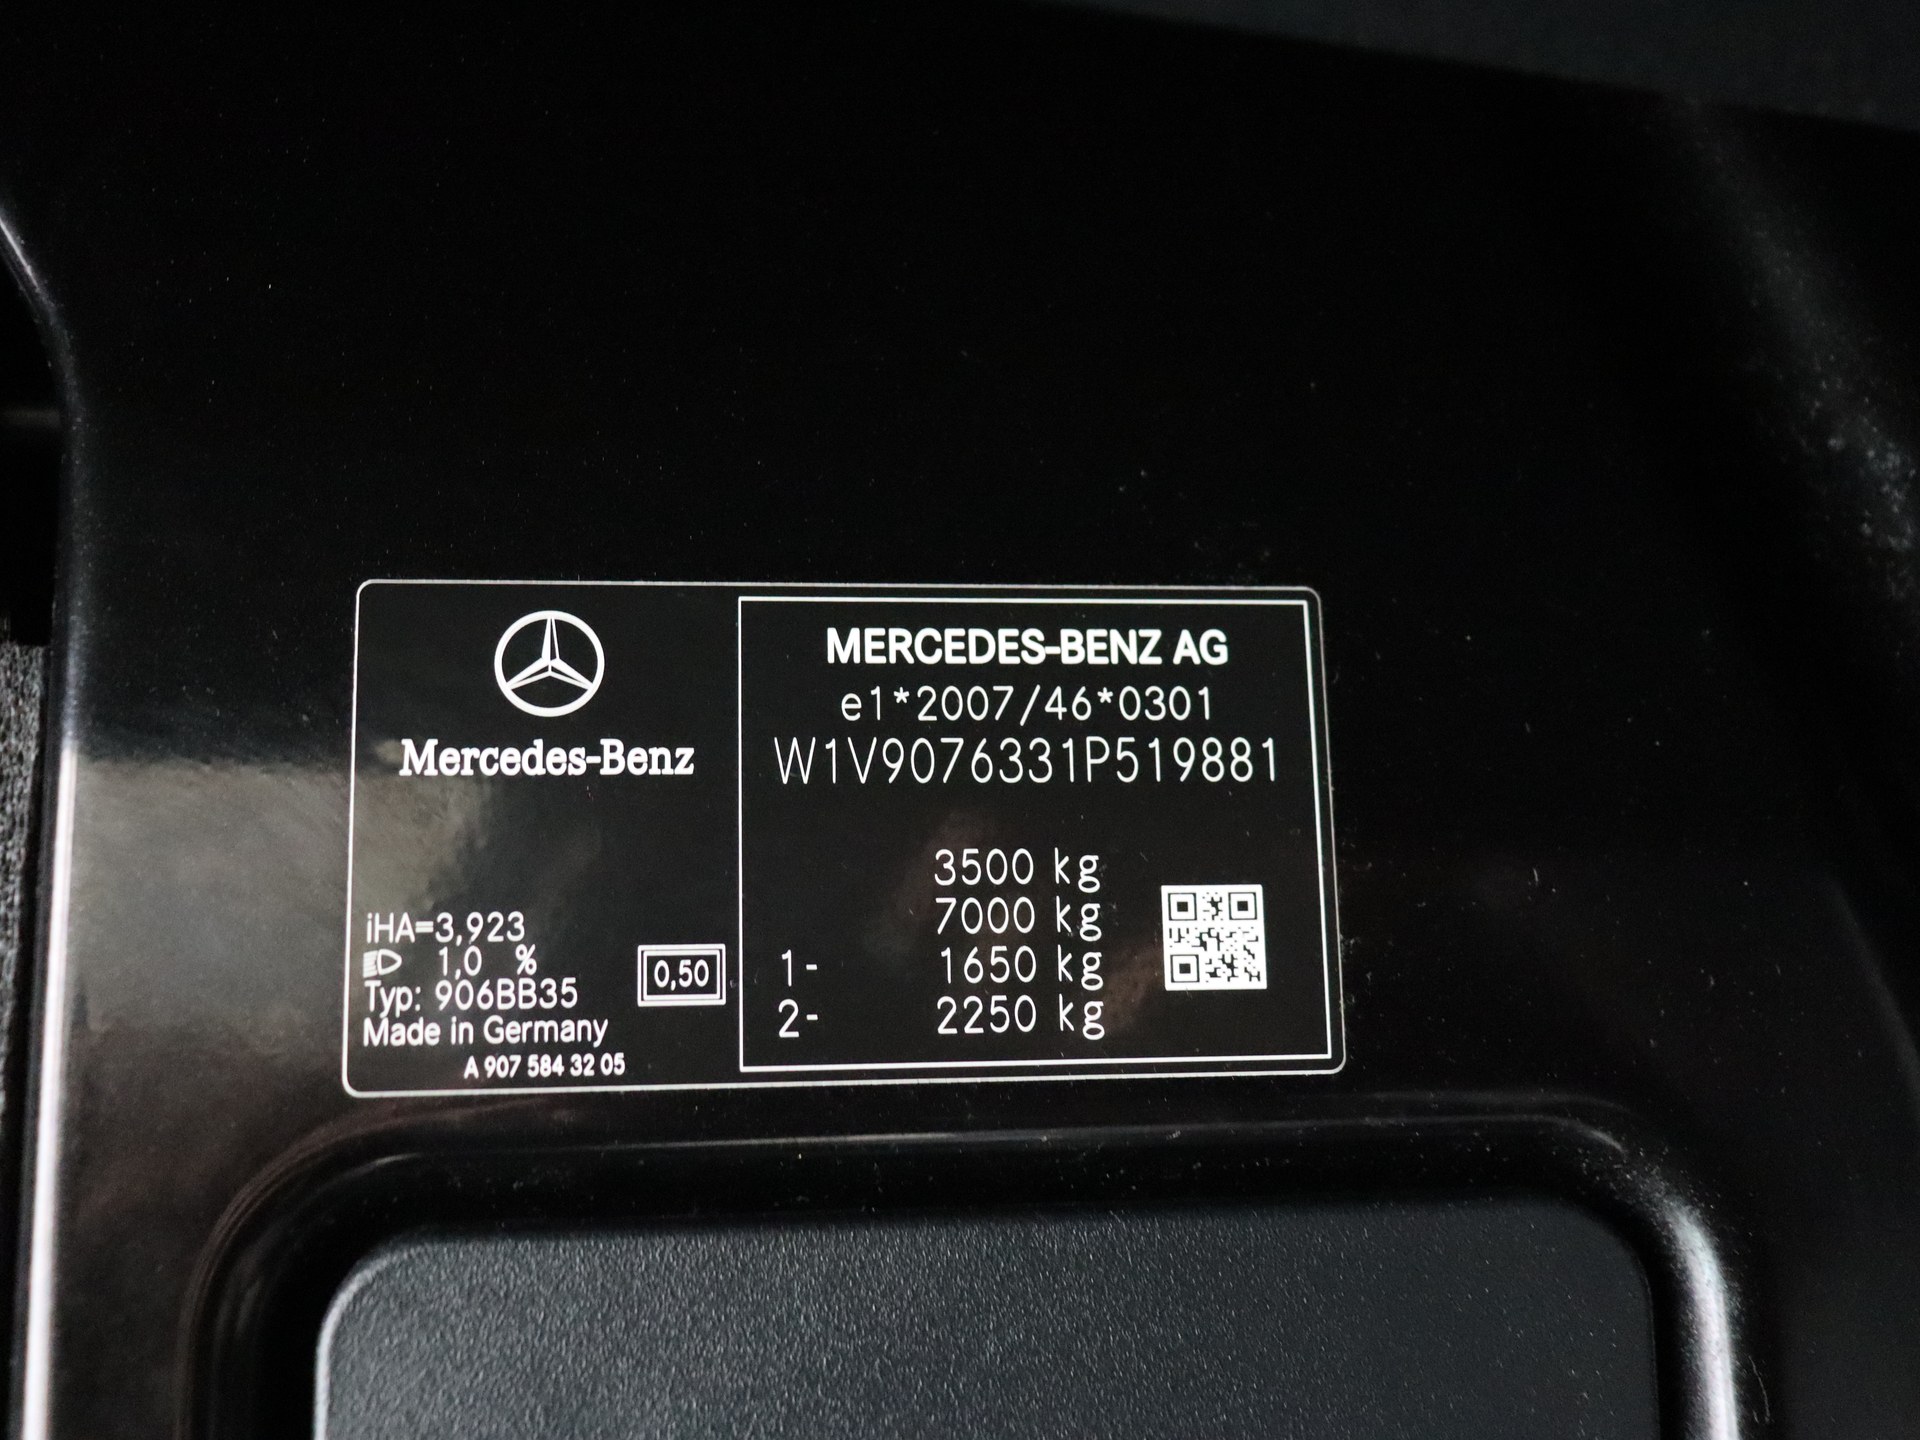 Mercedes-Benz
iHA=3,923
1,0 %
Typ: 906BB35
Made in Germany
A 907 584 32 05
0,50
MERCEDES-BENZ AG
e1*2007/46*0301
W1V9076331P519881
3500 kg
7000 kg
1- 1650 kg
2- 2250 kg